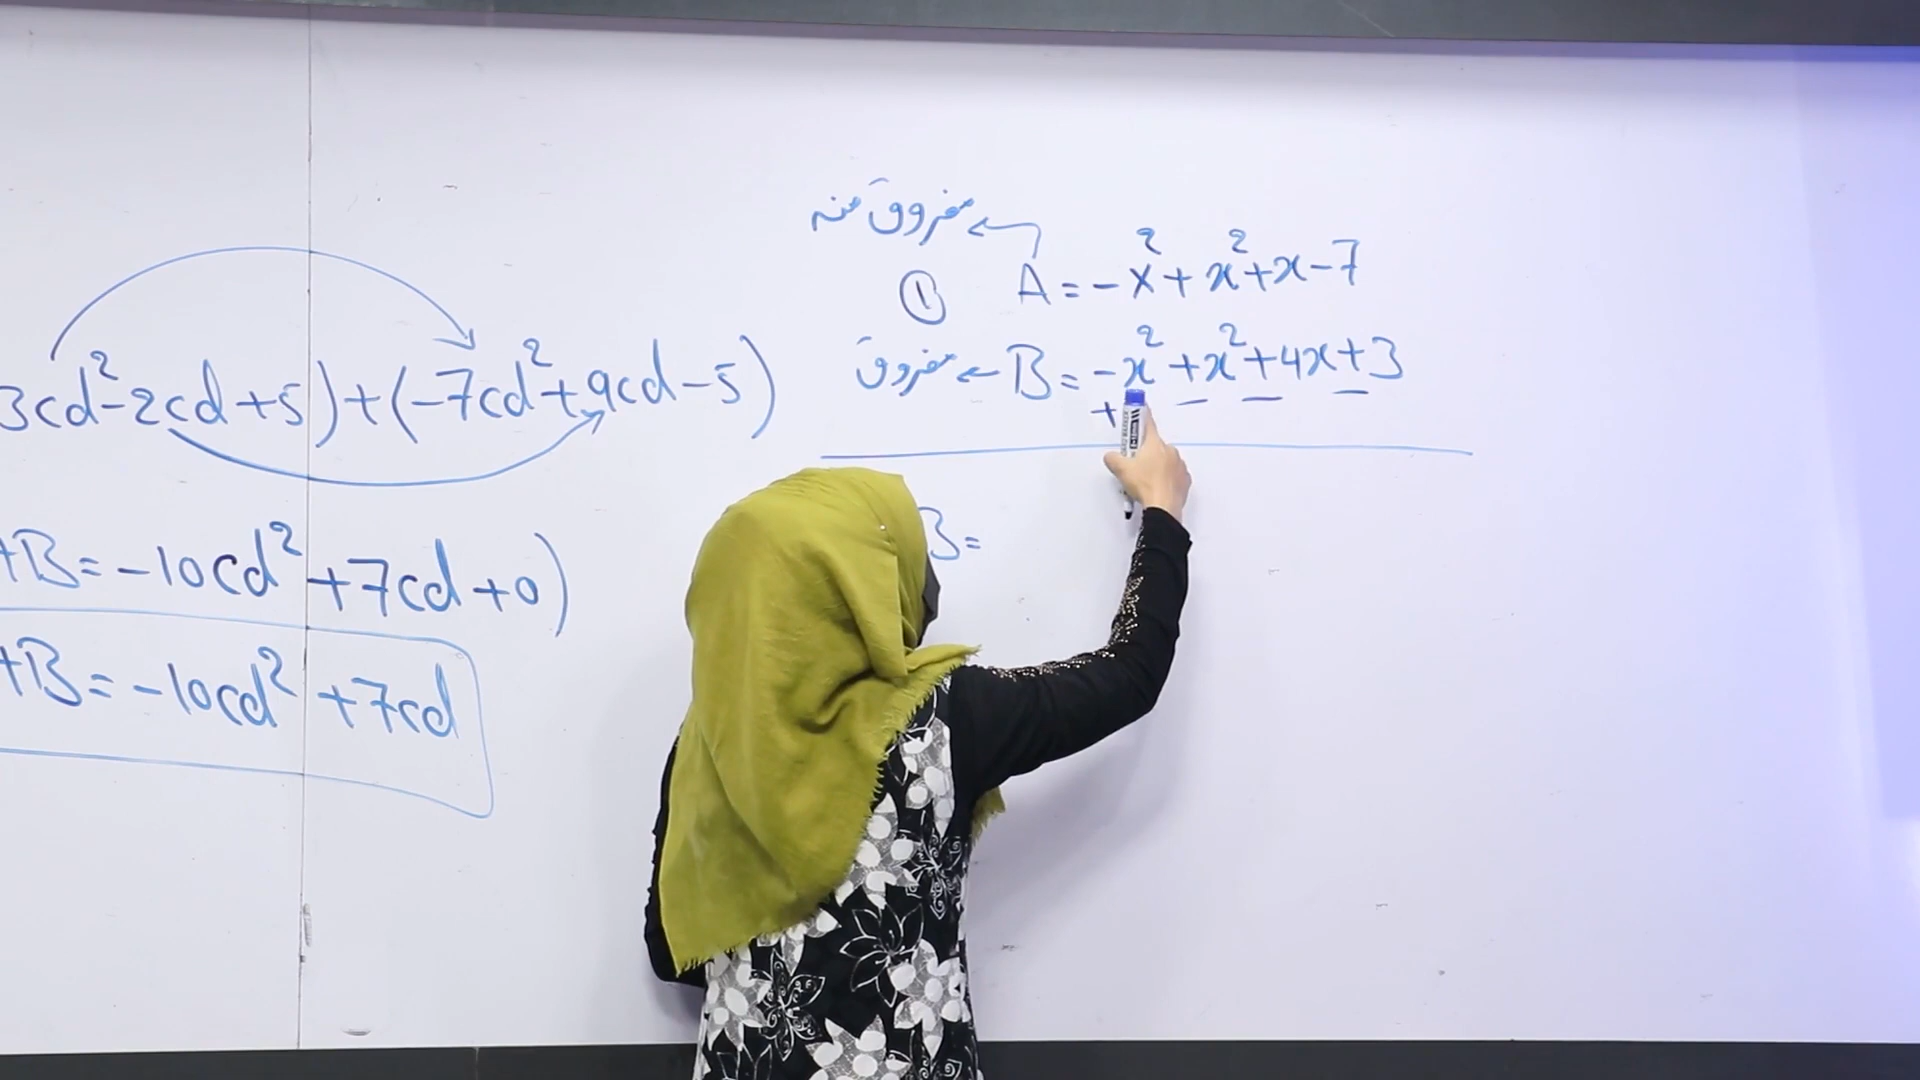 3cd²-2cd+5)+(-7cd²+9cd-5)
+B=-10cd²+7cd+0)
+B=-10cd²+7cd
مفروق منه
① A=-x²+x²+x-7
مفروق B=-x²+x²+4x+3
+ - - -
B=